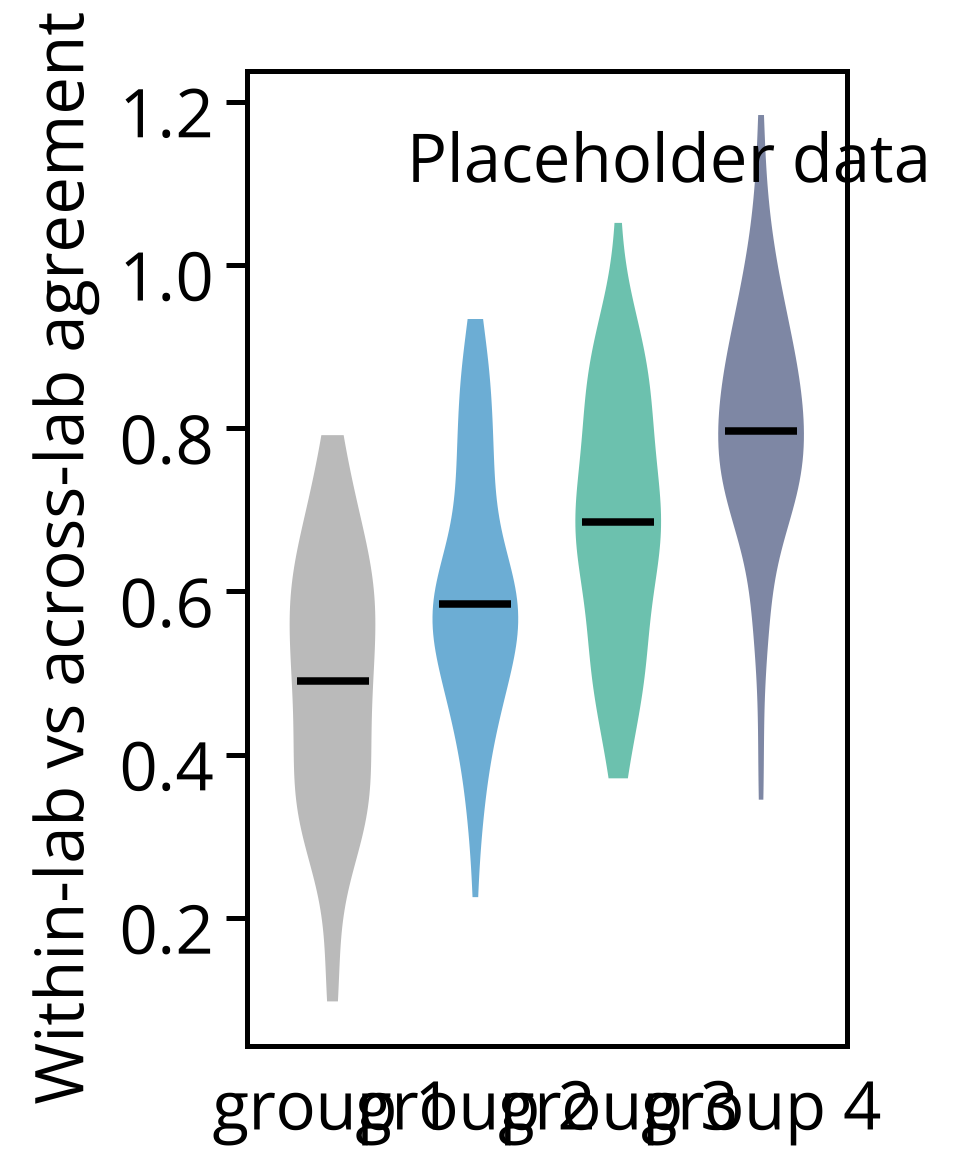 Within-lab vs across-lab agreement
1.2
1.0
0.8
0.6
0.4
0.2
Placeholder data
group 1
group 2
group 3
group 4